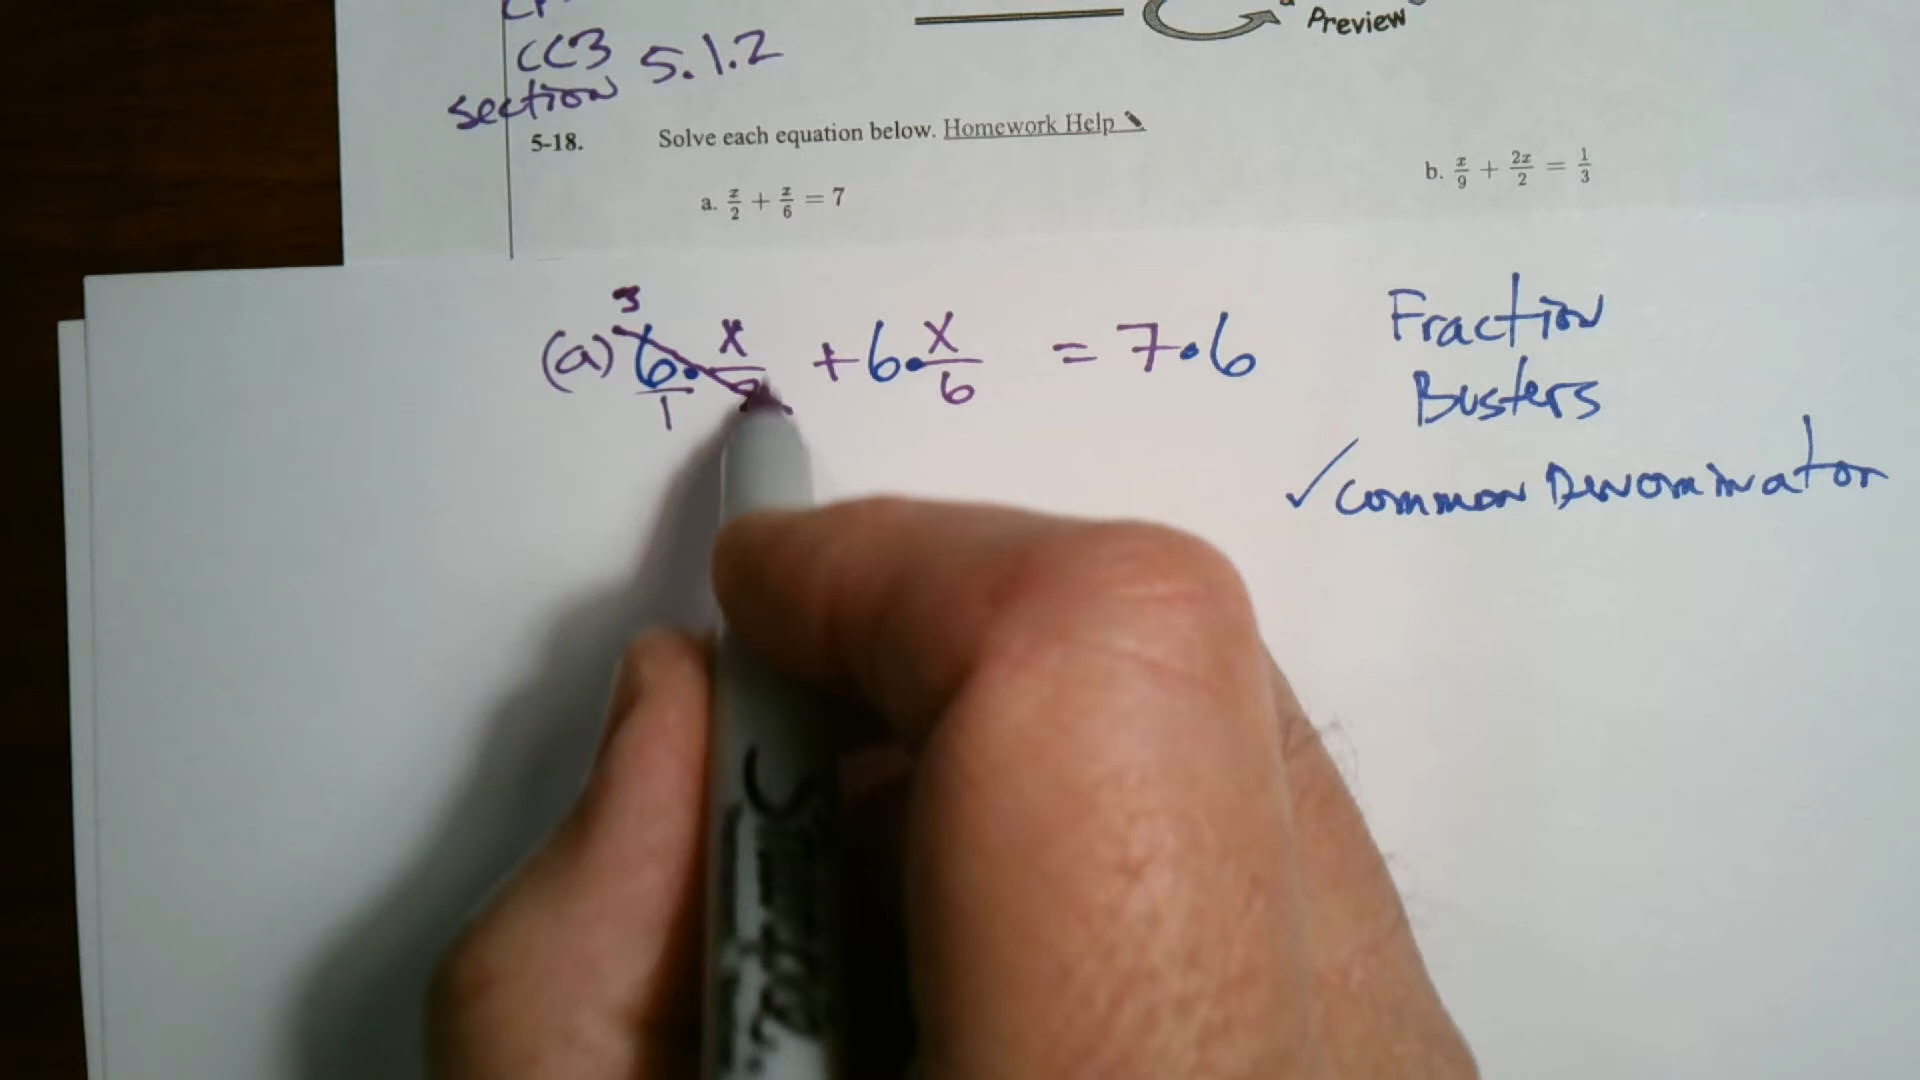 CC3
section 5.1.2
Preview
5-18. Solve each equation below. Homework Help ✎
a. x/2 + x/6 = 7
b. x/9 + 2x/2 = 1/3
3
(a) 6/1 • x/2 + 6 • x/6 = 7 • 6
Fraction
Busters
✓ Common Denominator